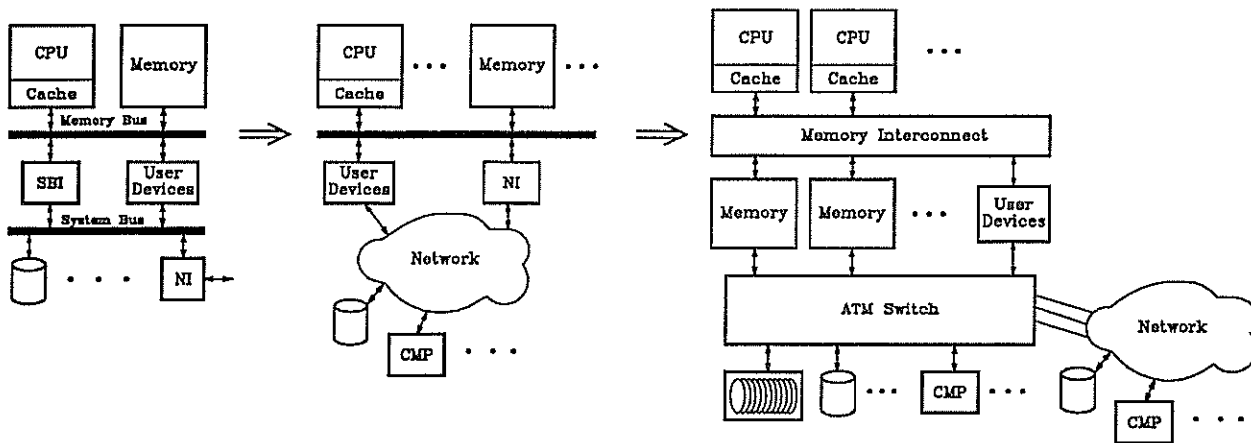 CPU
Cache
Memory
Memory Bus
SBI
User
Devices
System Bus
NI
CPU
Cache
Memory
User
Devices
NI
Network
CMP
CPU
Cache
CPU
Cache
Memory Interconnect
Memory
Memory
User
Devices
ATM Switch
Network
CMP
CMP